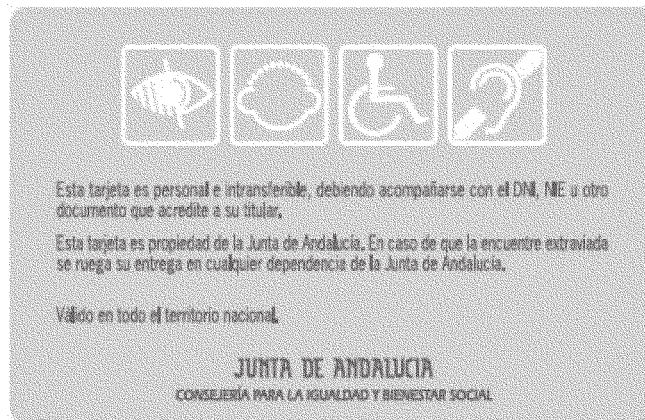 Esta tarjeta es personal e intransferible, debiendo acompañarse con el DNI, NIE u otro
documento que acredite a su titular.
Esta tarjeta es propiedad de la Junta de Andalucía. En caso de que la encuentre extraviada
se ruega su entrega en cualquier dependencia de la Junta de Andalucía.
Válido en todo el territorio nacional.
JUNTA DE ANDALUCIA
CONSEJERÍA PARA LA IGUALDAD Y BIENESTAR SOCIAL